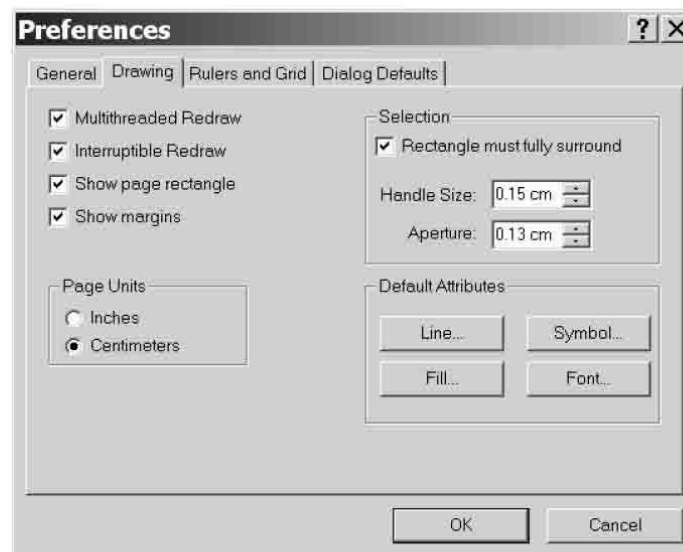 Preferences
? X
General Drawing Rulers and Grid Dialog Defaults
Multithreaded Redraw
Interruptible Redraw
Show page rectangle
Show margins
Selection
Rectangle must fully surround
Handle Size: 0.15 cm
Aperture: 0.13 cm
Page Units
Inches
Centimeters
Default Attributes
Line... Symbol...
Fill... Font...
OK Cancel